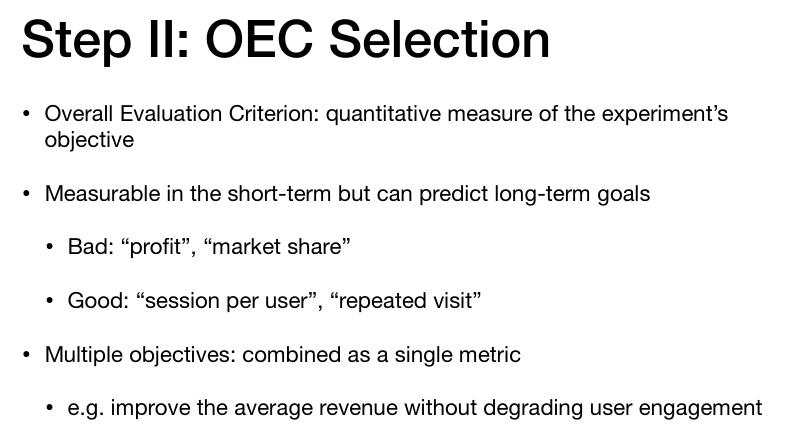 Step II: OEC Selection
• Overall Evaluation Criterion: quantitative measure of the experiment’s
objective
• Measurable in the short-term but can predict long-term goals
• Bad: “profit”, “market share”
• Good: “session per user”, “repeated visit”
• Multiple objectives: combined as a single metric
• e.g. improve the average revenue without degrading user engagement